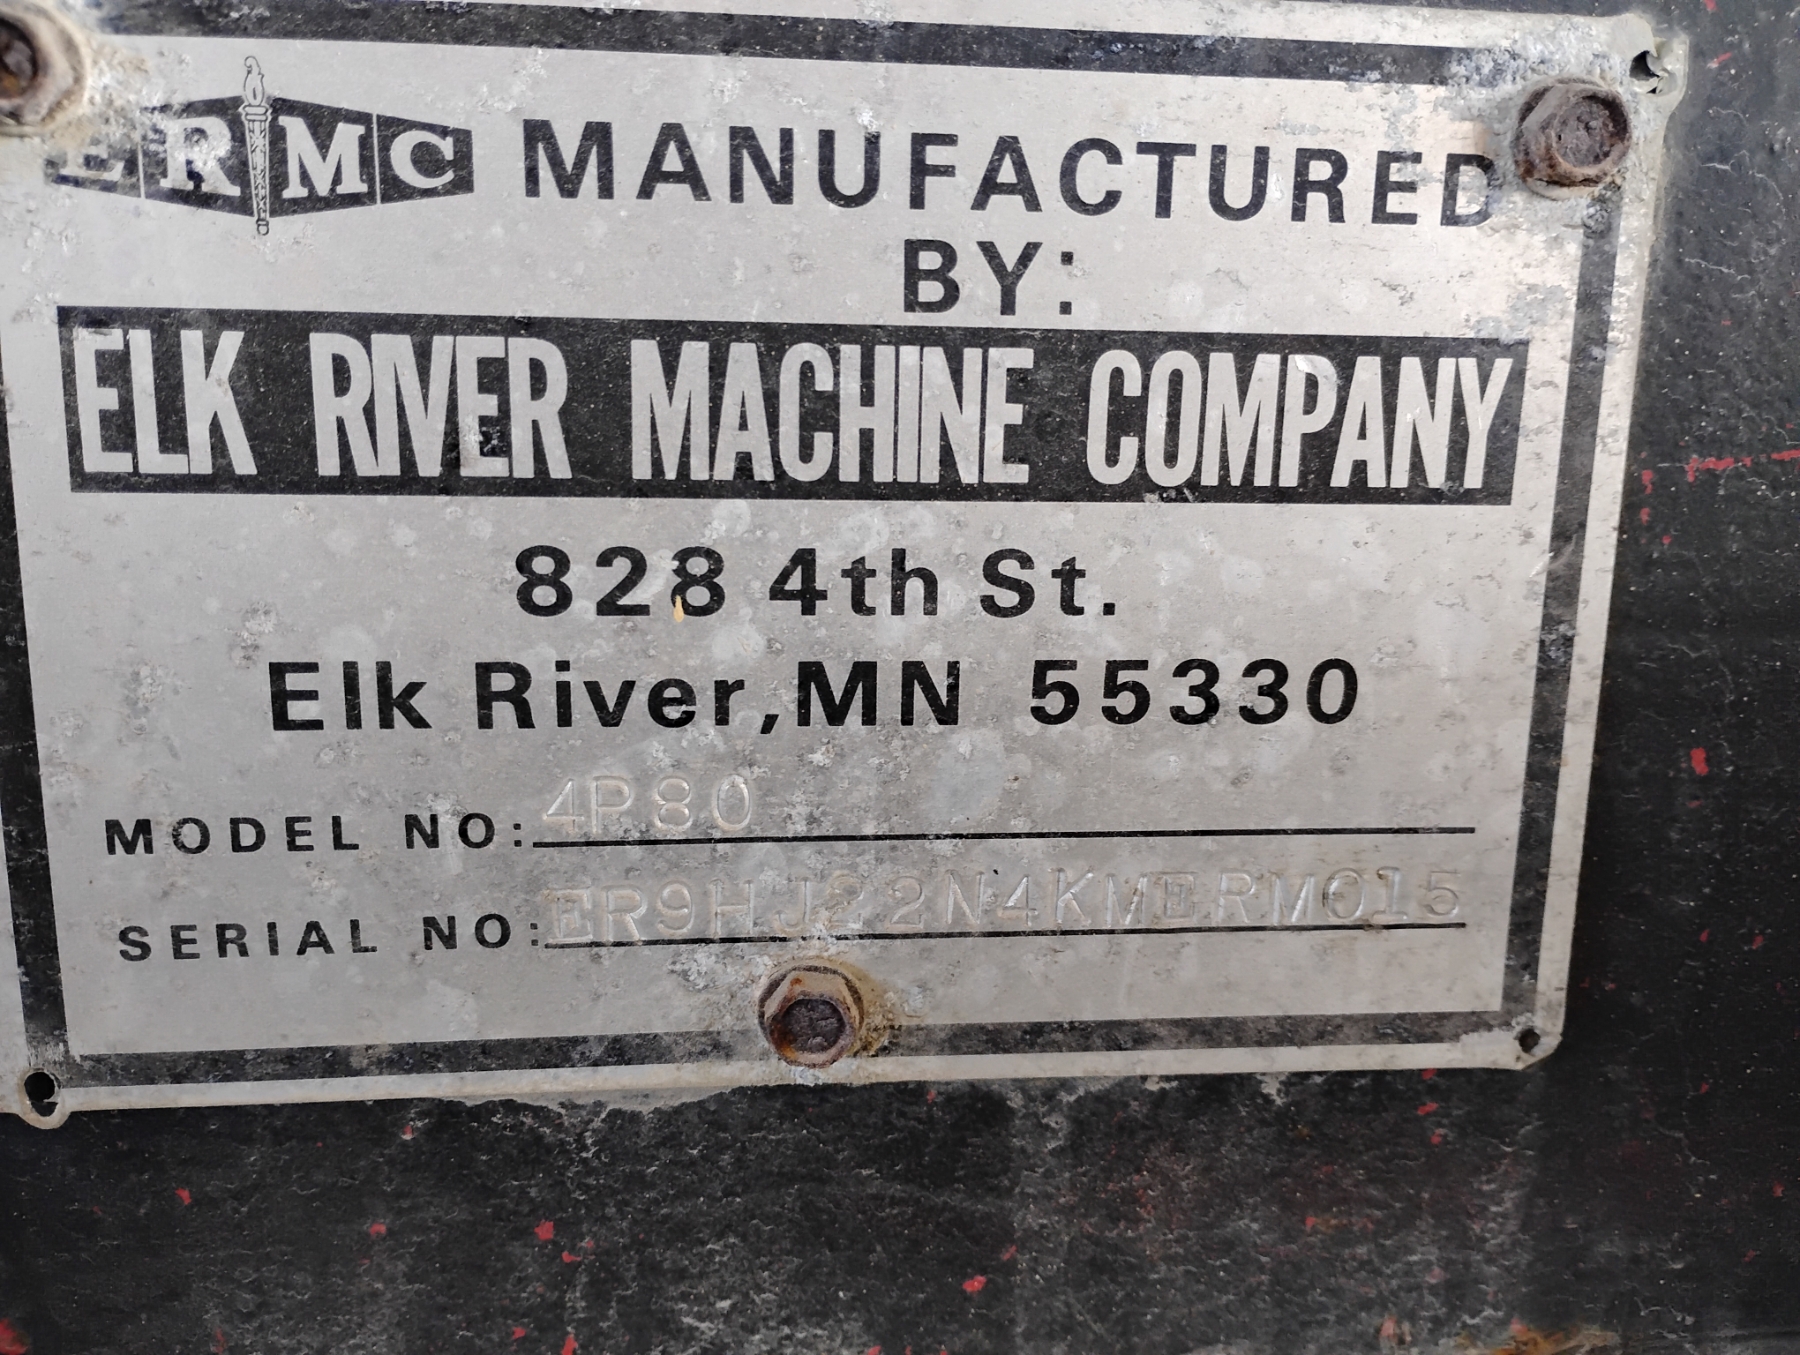 ERMC MANUFACTURED
BY:
ELK RIVER MACHINE COMPANY
828 4th St.
Elk River, MN 55330
MODEL NO: 4P80
SERIAL NO: ER9HJ22N4KMERM015